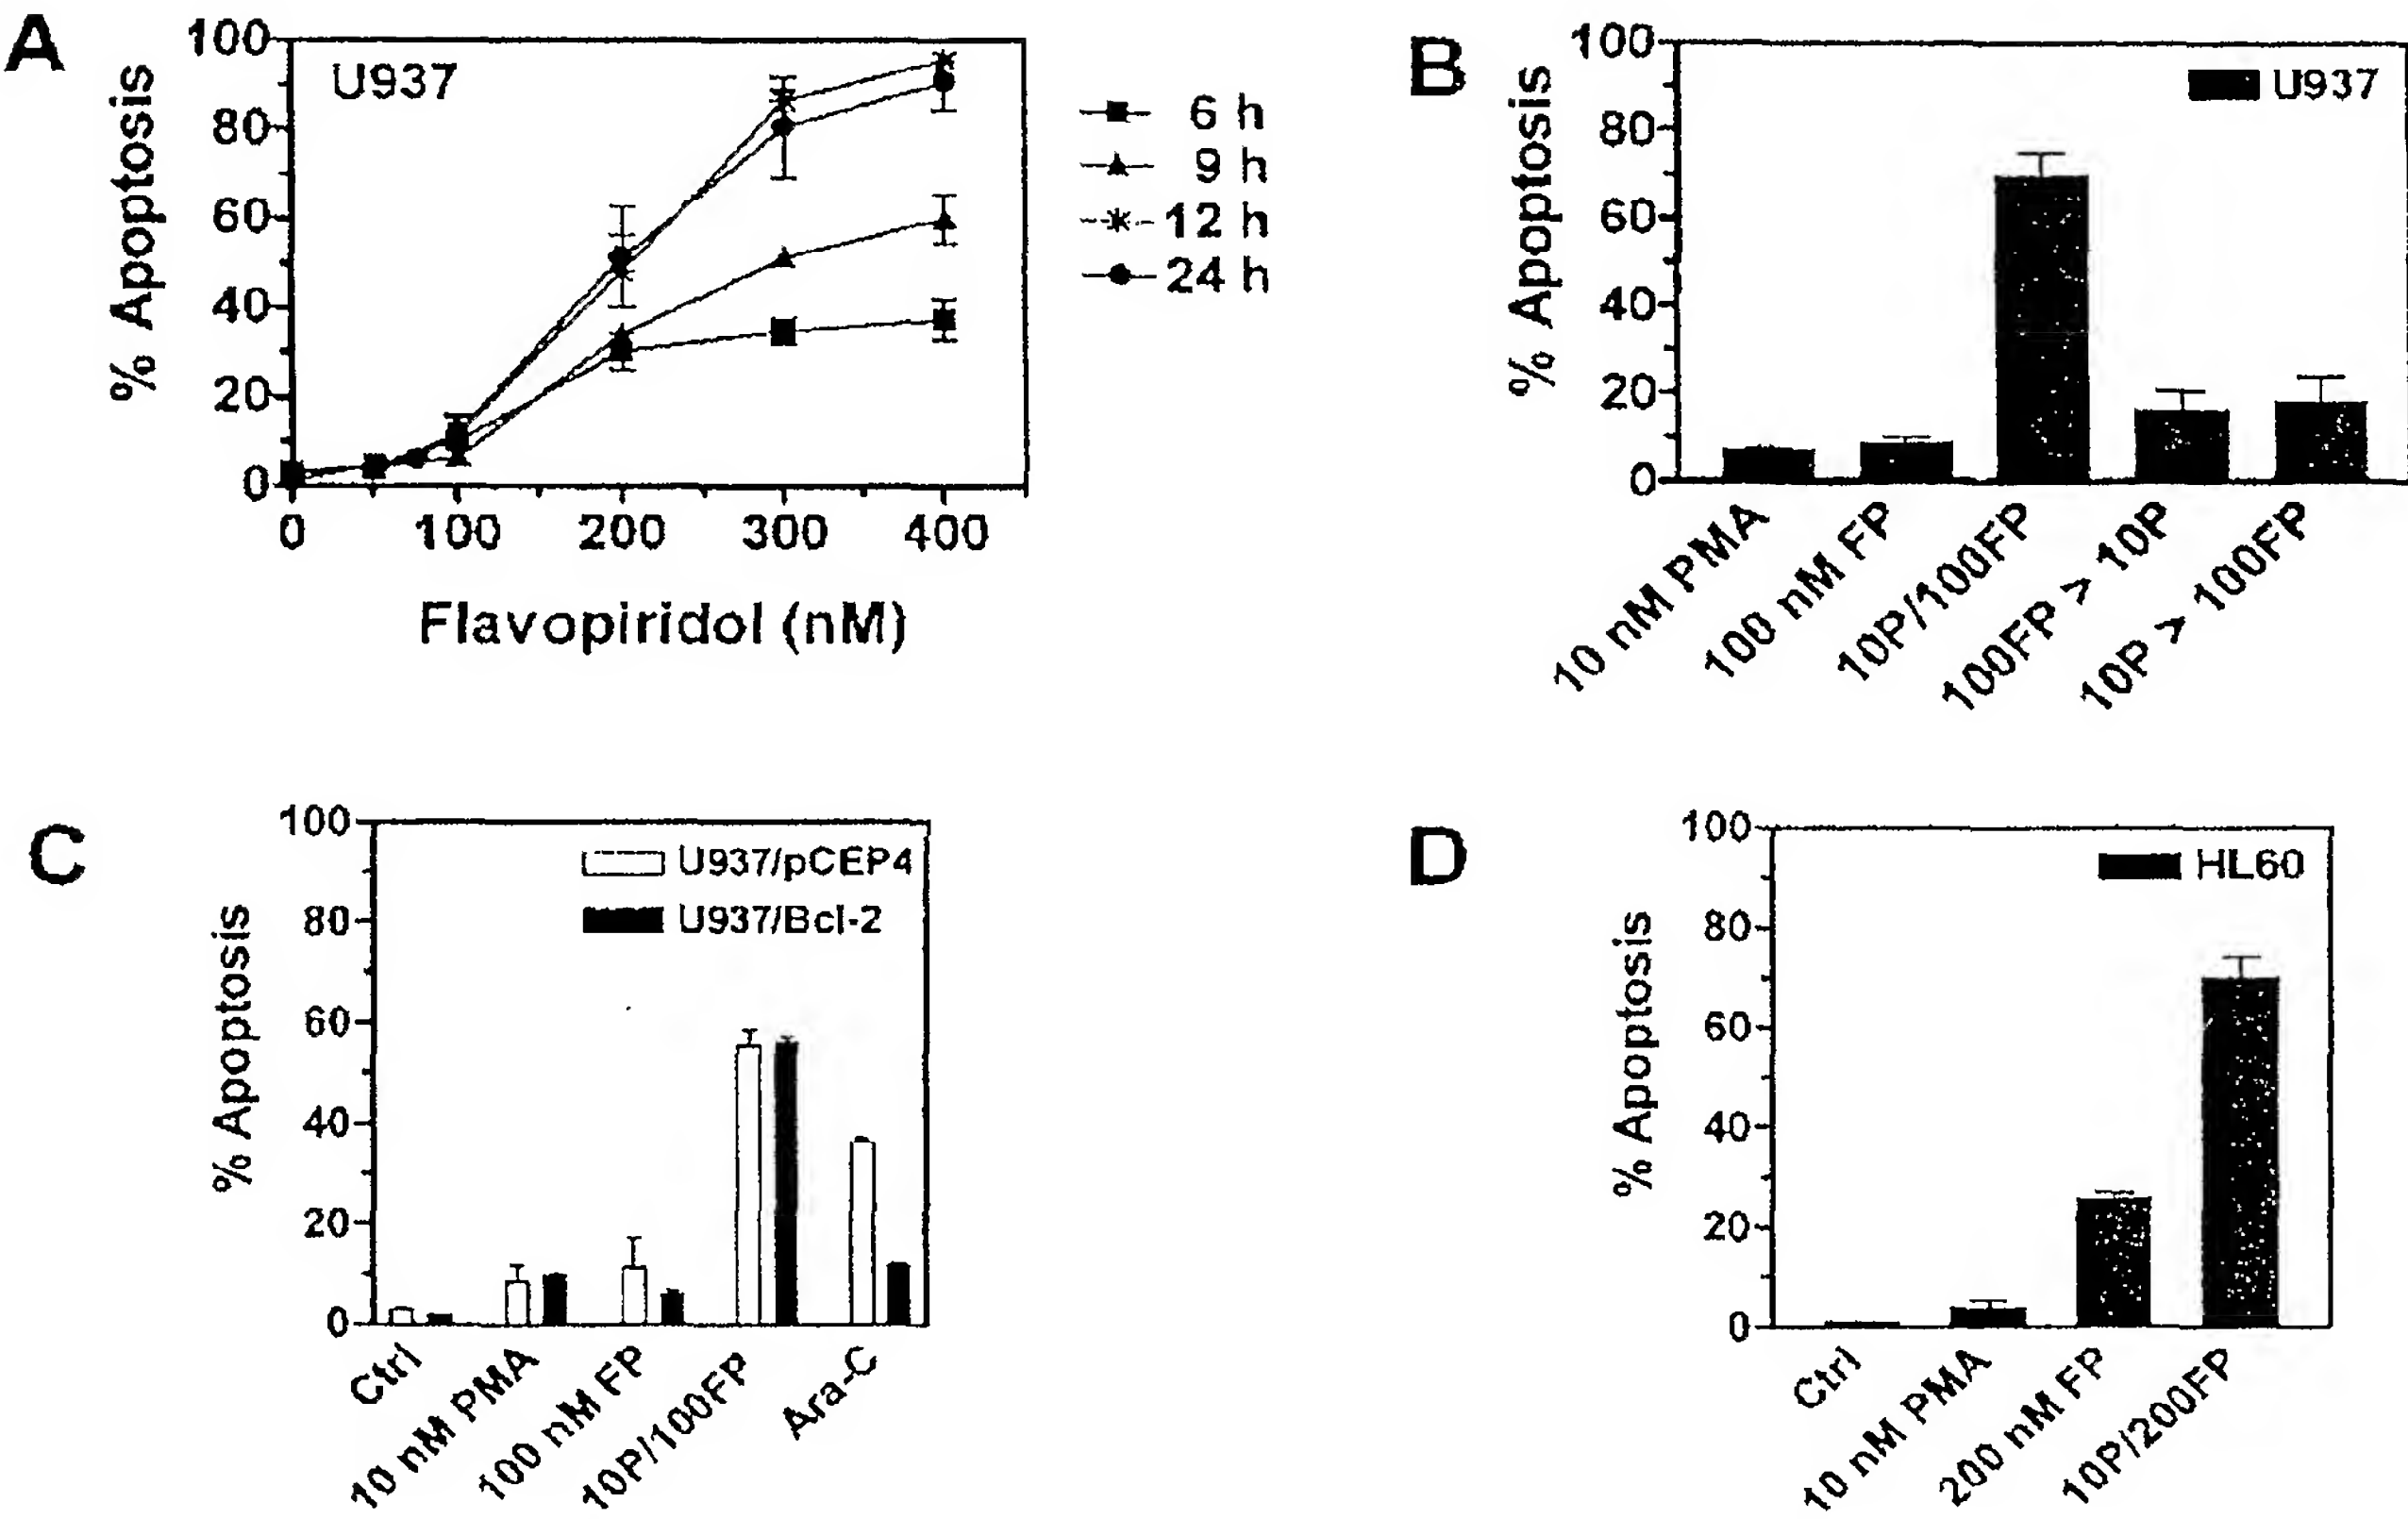 A
100
80
60
40
20
0
% Apoptosis
U937
0 100 200 300 400
Flavopiridol (nM)
6 h
9 h
12 h
24 h
B
100
80
60
40
20
0
% Apoptosis
U937
10 nM PMA
100 nM FP
10P/100FP
100FP > 10P
10P > 100FP
C
100
80
60
40
20
0
% Apoptosis
U937/pCEP4
U937/Bcl-2
Ctrl
10 nM PMA
100 nM FP
10P/100FP
Ara-C
D
100
80
60
40
20
0
% Apoptosis
HL60
Ctrl
10 nM PMA
200 nM FP
10P/200FP